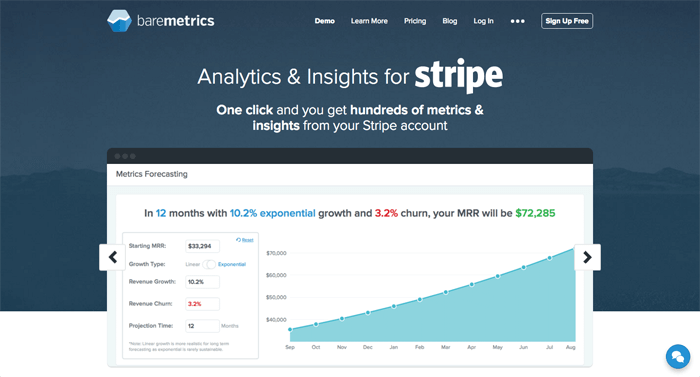 baremetrics
Demo Learn More Pricing Blog Log In ••• Sign Up Free
Analytics & Insights for stripe
One click and you get hundreds of metrics &
insights from your Stripe account
Metrics Forecasting
In 12 months with 10.2% exponential growth and 3.2% churn, your MRR will be $72,285
Reset
Starting MRR: $33,294
Growth Type: Linear Exponential
Revenue Growth: 10.2%
Revenue Churn: 3.2%
Projection Time: 12 Months
*Note: Linear growth is more realistic for long term
forecasting as exponential is rarely sustainable.
$70,000
$60,000
$50,000
$40,000
Sep Oct Nov Dec Jan Feb Mar Apr May Jun Jul Aug